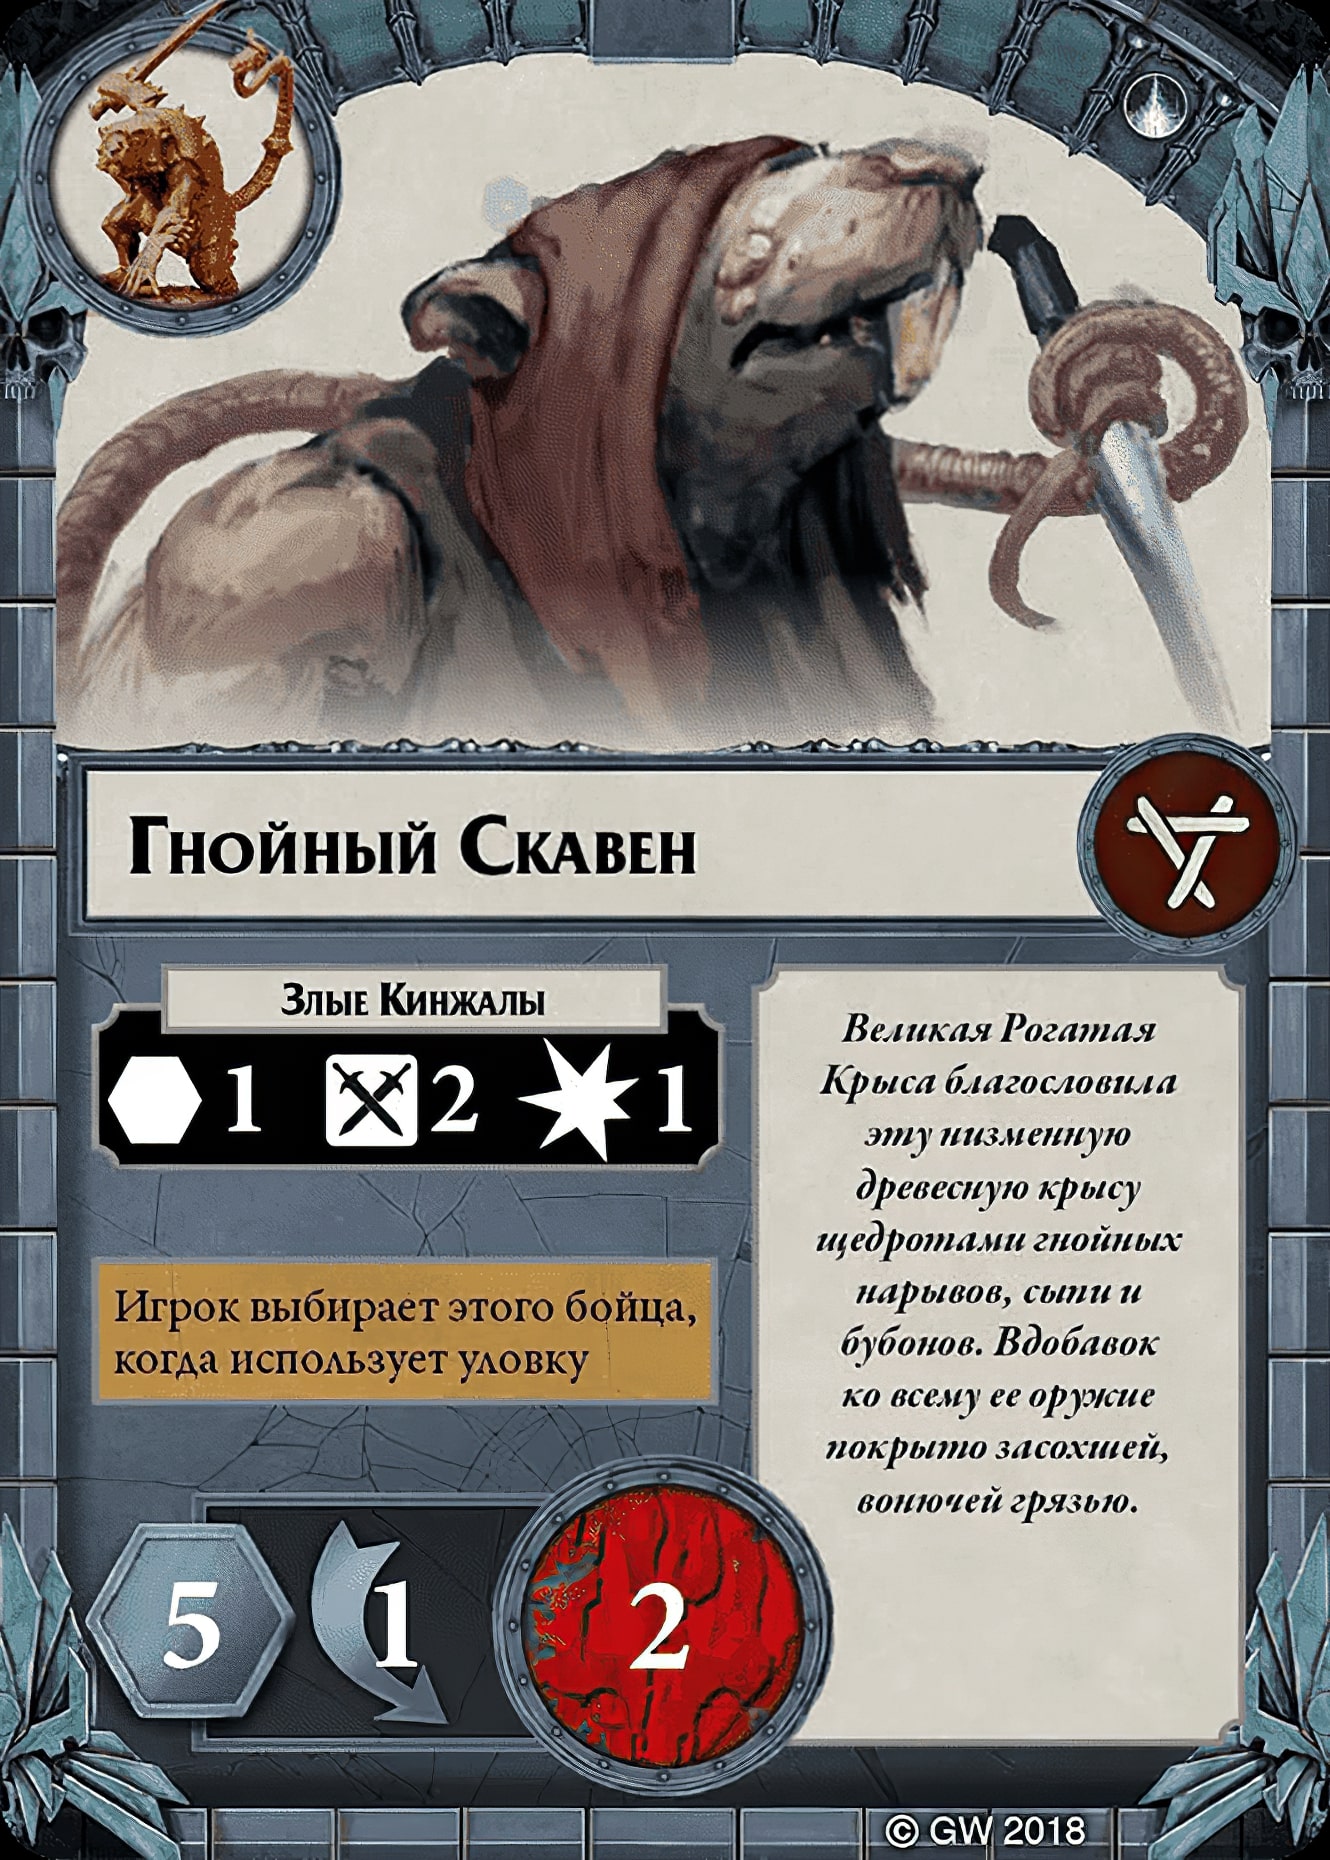 Гнойный Скавен
Злые Кинжалы
1 2 1
Великая Рогатая
Крыса благословила
эту низменную
древесную крысу
щедротами гнойных
нарывов, сыпи и
бубонов. Вдобавок
ко всему ее оружие
покрыто засохшей,
вонючей грязью.
Игрок выбирает этого бойца,
когда использует уловку
5 1 2
© GW 2018